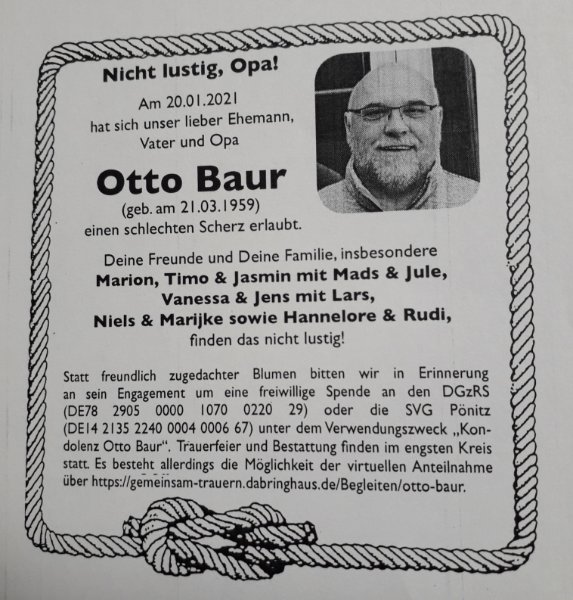 Nicht lustig, Opa!
Am 20.01.2021
hat sich unser lieber Ehemann,
Vater und Opa
Otto Baur
(geb. am 21.03.1959)
einen schlechten Scherz erlaubt.
Deine Freunde und Deine Familie, insbesondere
Marion, Timo & Jasmin mit Mads & Jule,
Vanessa & Jens mit Lars,
Niels & Marijke sowie Hannelore & Rudi,
finden das nicht lustig!
Statt freundlich zugedachter Blumen bitten wir in Erinnerung
an sein Engagement um eine freiwillige Spende an den DGzRS
(DE78 2905 0000 1070 0220 29) oder die SVG Pönitz
(DE14 2135 2240 0004 0006 67) unter dem Verwendungszweck „Kon-
dolenz Otto Baur“. Trauerfeier und Bestattung finden im engsten Kreis
statt. Es besteht allerdings die Möglichkeit der virtuellen Anteilnahme
über https://gemeinsam-trauern.dabringhaus.de/Begleiten/otto-baur.